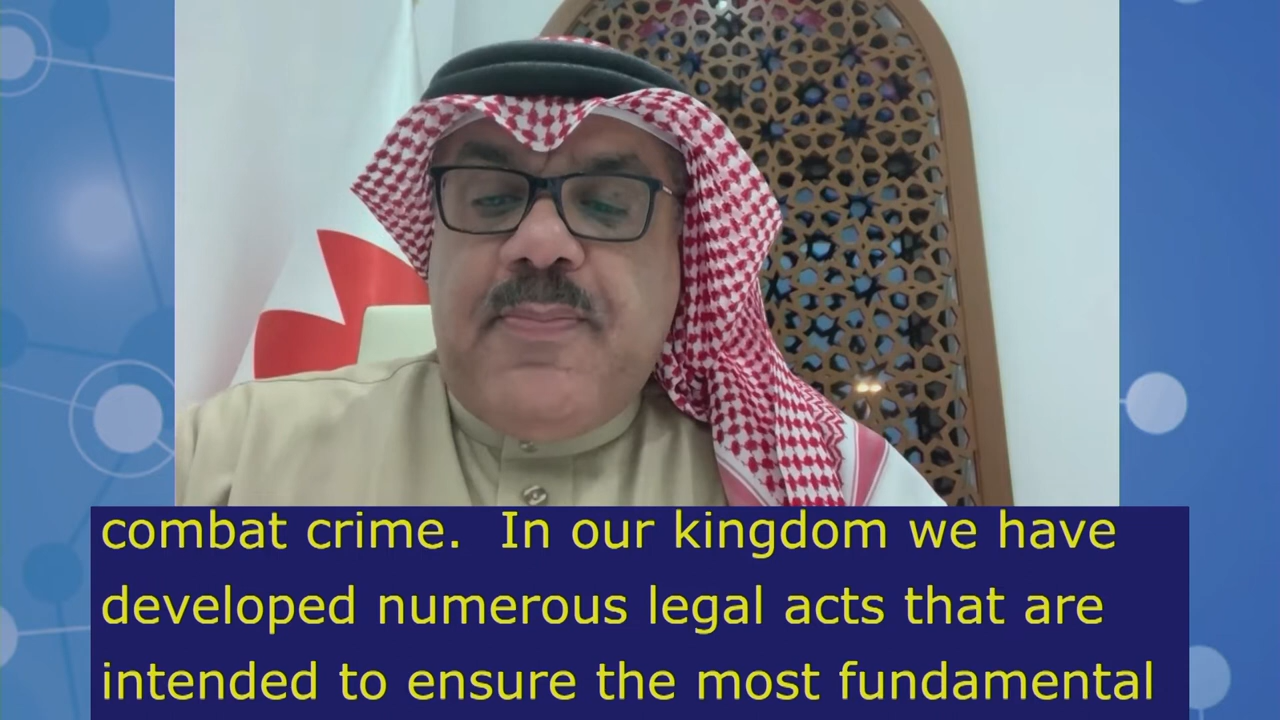 combat crime.  In our kingdom we have
developed numerous legal acts that are
intended to ensure the most fundamental